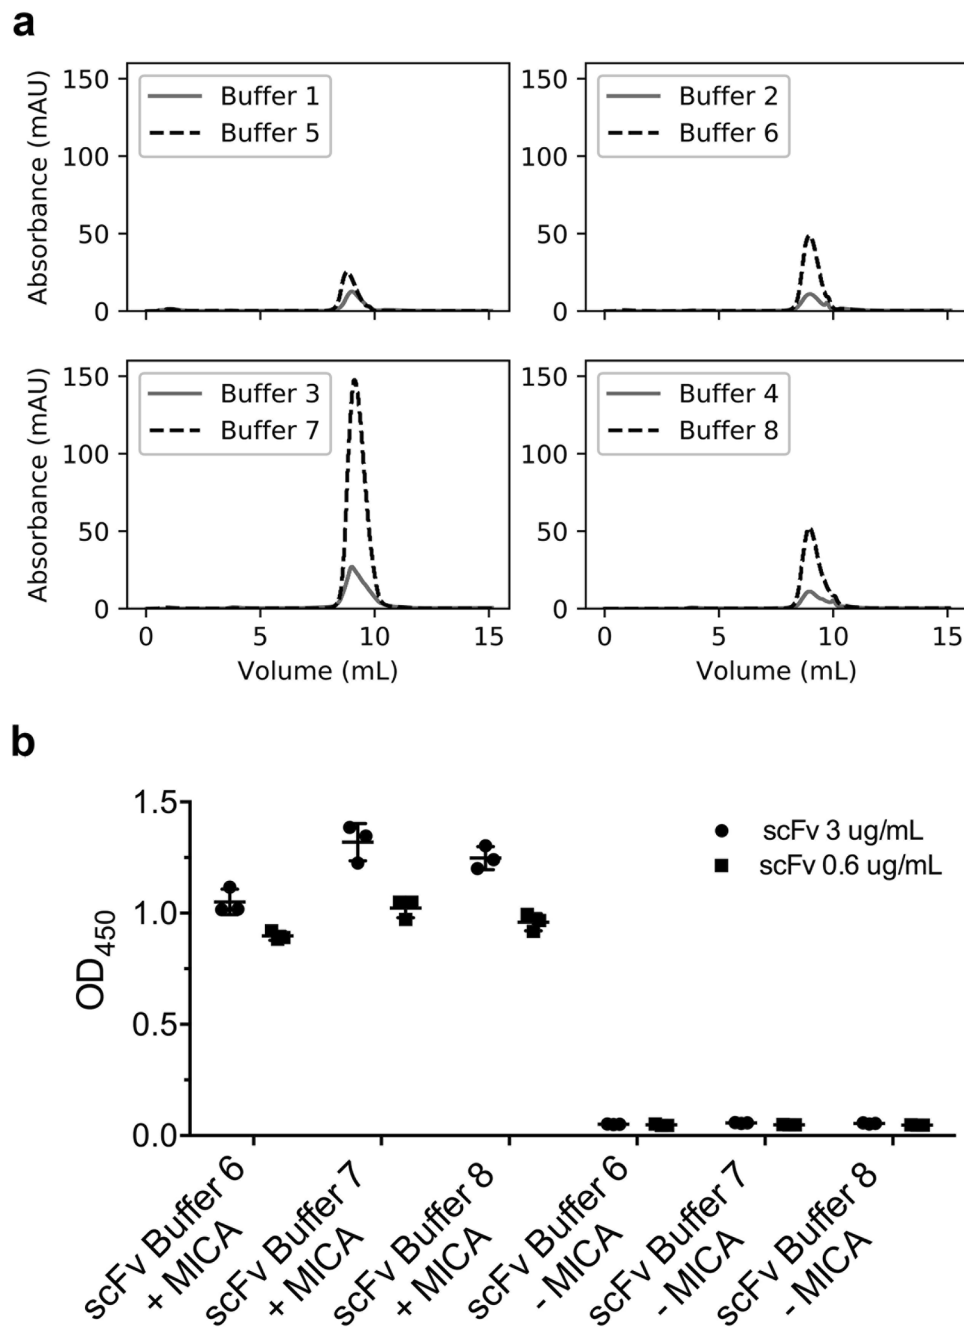 a
Absorbance (mAU)
150
100
50
0
Buffer 1
Buffer 5
150
100
50
0
Buffer 2
Buffer 6
Absorbance (mAU)
150
100
50
0
Buffer 3
Buffer 7
0 5 10 15
Volume (mL)
150
100
50
0
Buffer 4
Buffer 8
0 5 10 15
Volume (mL)
b
OD450
1.5
1.0
0.5
0.0
scFv 3 ug/mL
scFv 0.6 ug/mL
scFv Buffer 6
+ MICA
scFv Buffer 7
+ MICA
scFv Buffer 8
+ MICA
scFv Buffer 6
- MICA
scFv Buffer 7
- MICA
scFv Buffer 8
- MICA